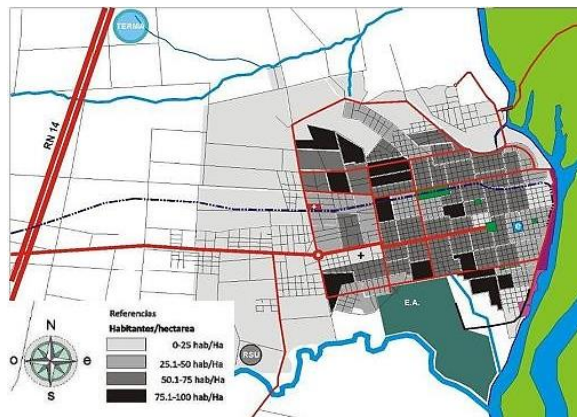 TERMA
RN 14
E.A.
RSU
Referencias
Habitantes/hectarea
0-25 hab/Ha
25.1-50 hab/Ha
50.1-75 hab/Ha
75.1-100 hab/Ha
N
O
e
S